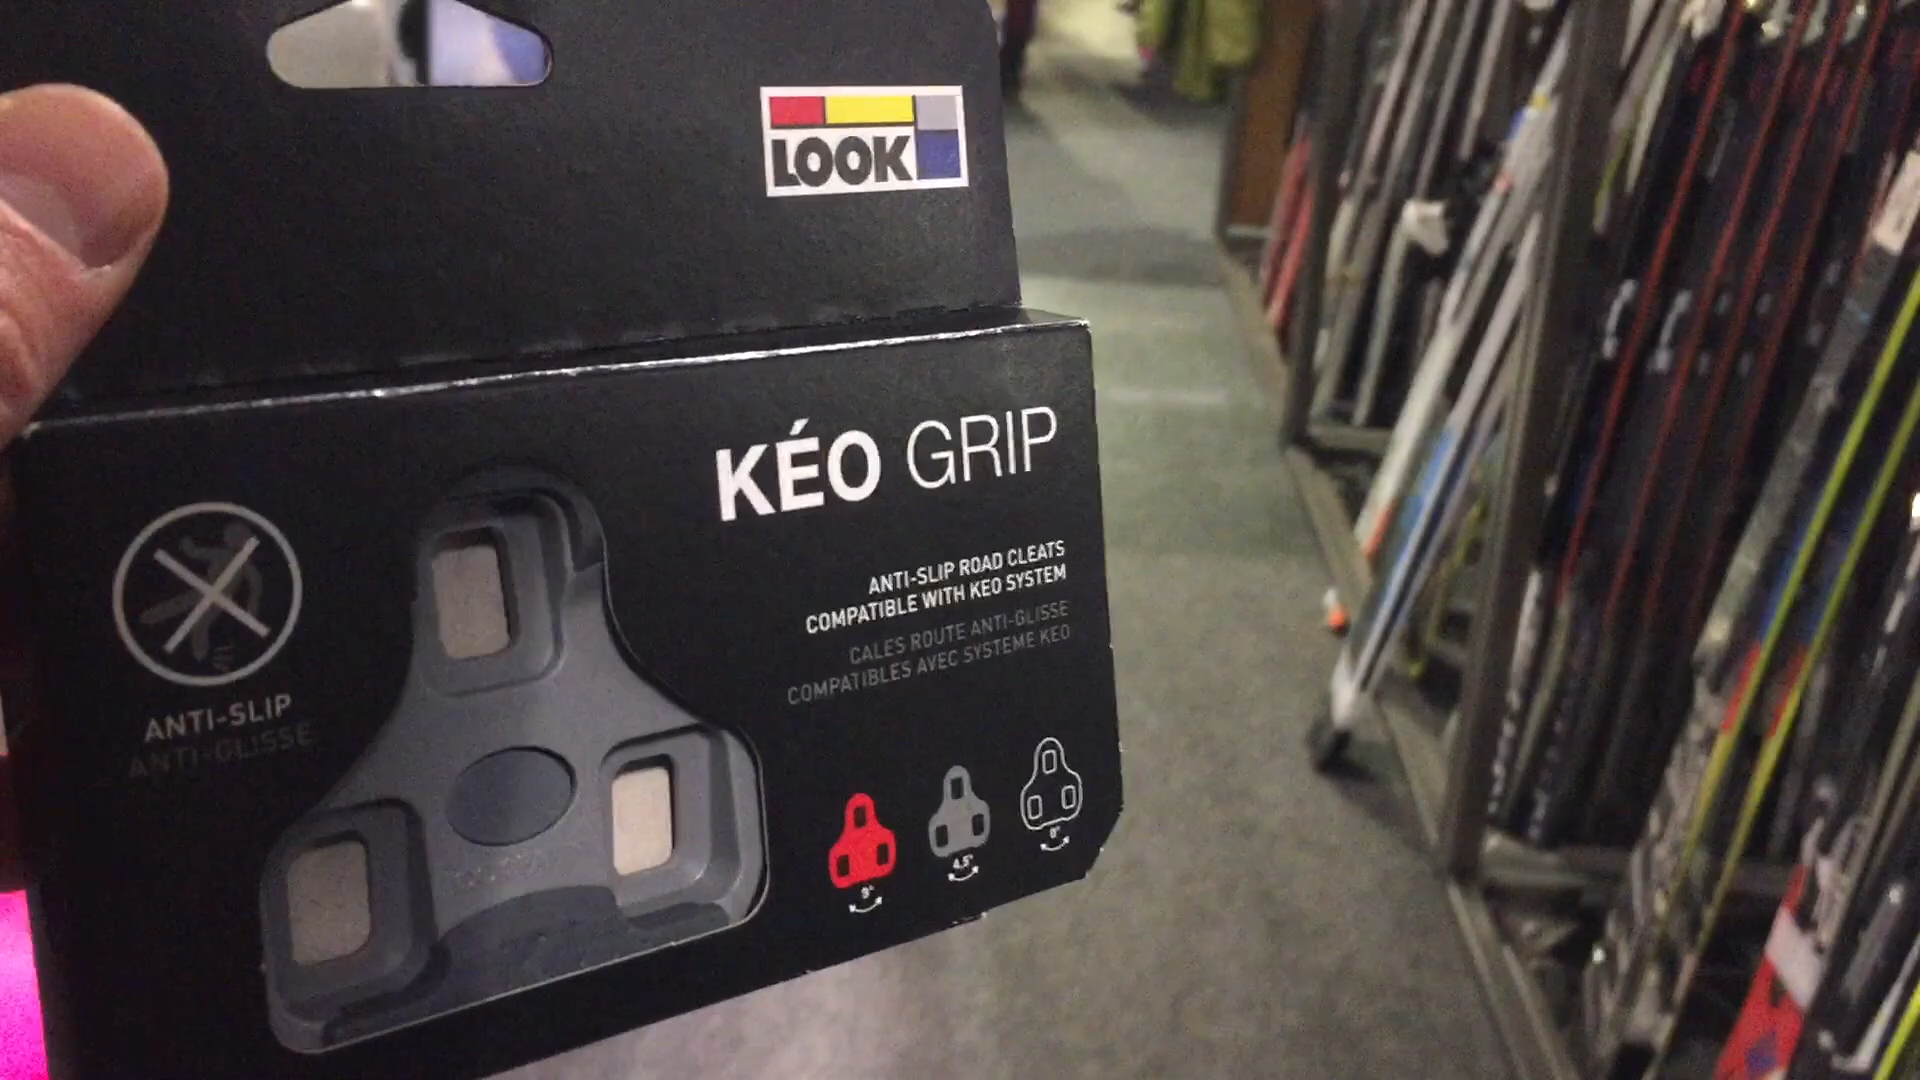 LOOK
KÉO GRIP
ANTI-SLIP ROAD CLEATS
COMPATIBLE WITH KEO SYSTEM
CALES ROUTE ANTI-GLISSE
COMPATIBLES AVEC SYSTEME KEO
ANTI-SLIP
ANTI-GLISSE
9°
4.5°
0°